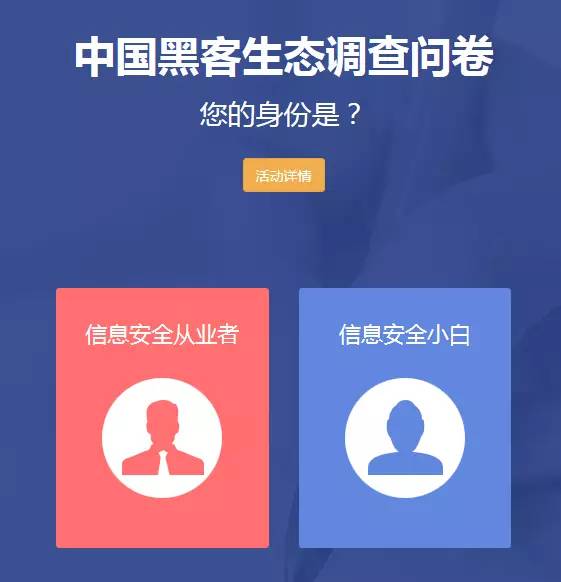 中国黑客生态调查问卷
您的身份是？
活动详情
信息安全从业者
信息安全小白